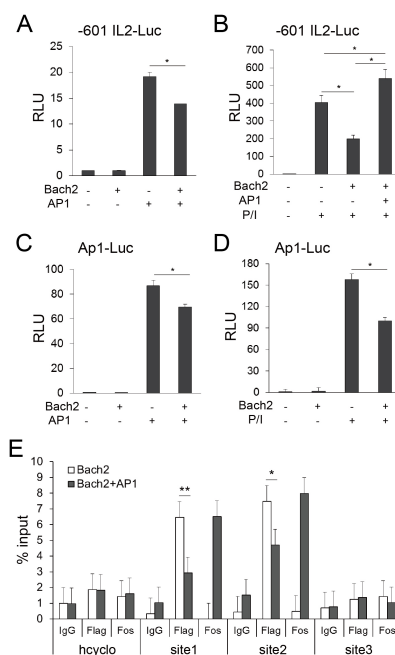 A
-601 IL2-Luc
RLU
25
20
15
10
5
0
*
Bach2 - + - +
AP1 - - + +
B
-601 IL2-Luc
RLU
700
600
500
400
300
200
100
0
*
* *
Bach2 - - + +
AP1 - - - +
P/I - + + +
C
Ap1-Luc
RLU
100
80
60
40
20
0
*
Bach2 - + - +
AP1 - - + +
D
Ap1-Luc
RLU
180
150
120
90
60
30
0
*
Bach2 - + - +
P/I - - + +
E
% input
10
9
8
7
6
5
4
3
2
1
0
Bach2
Bach2+AP1
** *
IgG Flag Fos IgG Flag Fos IgG Flag Fos IgG Flag Fos
hcyclo site1 site2 site3